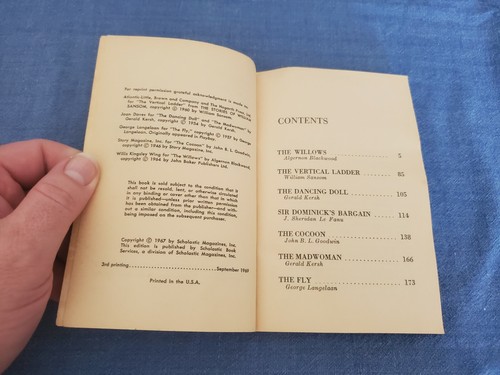 For reprint permission grateful acknowledgment is made to:
Atlantic-Little, Brown and Company and The Hogarth Press
for "The Vertical Ladder" from THE STORIES OF WILLIAM
SANSOM, copyright © 1960 by William Sansom.
Joan Daves for "The Dancing Doll" and "The Madwoman" by
Gerald Kersh, copyright © 1954 by Gerald Kersh.
George Langelaan for "The Fly," copyright © 1957 by George
Langelaan. Originally appeared in Playboy.
Story Magazine, Inc. for "The Cocoon" by John B. L. Goodwin,
copyright © 1946 by Story Magazine, Inc.
Willis Kingsley Wing for "The Willows" by Algernon Blackwood,
copyright © 1964 by John Baker Publishers Ltd.
This book is sold subject to the condition that it
shall not be resold, lent, or otherwise circulated
in any binding or cover other than that in which
it is published—unless prior written permission
has been obtained from the publisher—and with-
out a similar condition, including this condition,
being imposed on the subsequent purchaser.
Copyright © 1967 by Scholastic Magazines, Inc.
This edition is published by Scholastic Book
Services, a division of Scholastic Magazines, Inc.
3rd printing...................September 1969
Printed in the U.S.A.
CONTENTS
THE WILLOWS .......... 5
Algernon Blackwood
THE VERTICAL LADDER .......... 85
William Sansom
THE DANCING DOLL .......... 105
Gerald Kersh
SIR DOMINICK'S BARGAIN .......... 114
J. Sheridan Le Fanu
THE COCOON .......... 138
John B. L. Goodwin
THE MADWOMAN .......... 166
Gerald Kersh
THE FLY .......... 173
George Langelaan